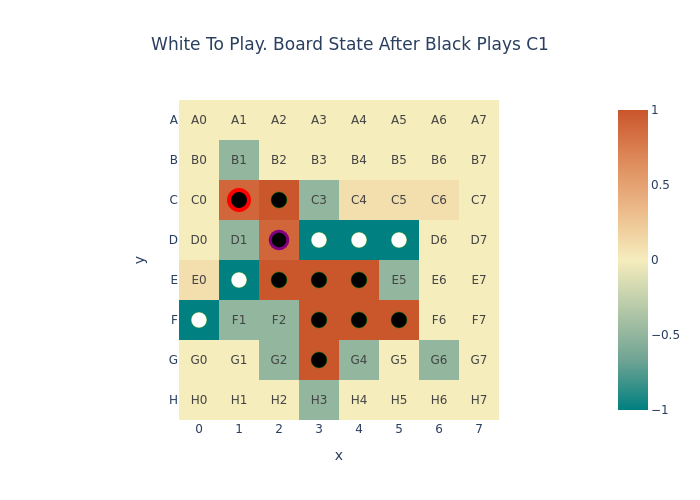 White To Play. Board State After Black Plays C1
A A0 A1 A2 A3 A4 A5 A6 A7
B B0 B1 B2 B3 B4 B5 B6 B7
C C0 C3 C4 C5 C6 C7
D D0 D1 D6 D7
E E0 E5 E6 E7
F F1 F2 F6 F7
G G0 G1 G2 G4 G5 G6 G7
H H0 H1 H2 H3 H4 H5 H6 H7
0 1 2 3 4 5 6 7
x
y
1
0.5
0
−0.5
−1